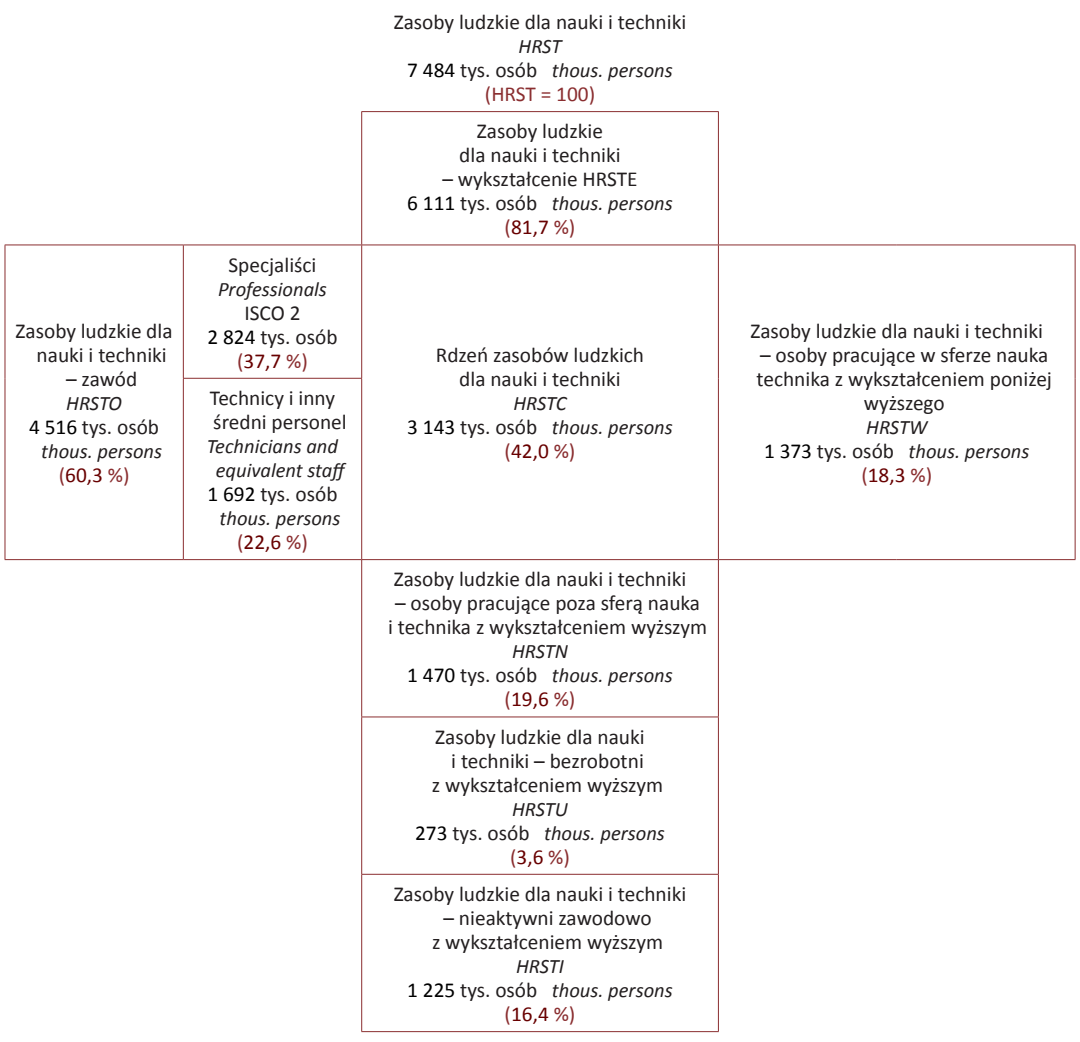 Zasoby ludzkie dla nauki i techniki
HRST
7 484 tys. osób thous. persons
(HRST = 100)
Zasoby ludzkie
dla nauki i techniki
– wykształcenie HRSTE
6 111 tys. osób thous. persons
(81,7 %)
Zasoby ludzkie dla
nauki i techniki
– zawód
HRSTO
4 516 tys. osób
thous. persons
(60,3 %)
Specjaliści
Professionals
ISCO 2
2 824 tys. osób
(37,7 %)
Technicy i inny
średni personel
Technicians and
equivalent staff
1 692 tys. osób
thous. persons
(22,6 %)
Rdzeń zasobów ludzkich
dla nauki i techniki
HRSTC
3 143 tys. osób thous. persons
(42,0 %)
Zasoby ludzkie dla nauki i techniki
– osoby pracujące w sferze nauka
technika z wykształceniem poniżej
wyższego
HRSTW
1 373 tys. osób thous. persons
(18,3 %)
Zasoby ludzkie dla nauki i techniki
– osoby pracujące poza sferą nauka
i technika z wykształceniem wyższym
HRSTN
1 470 tys. osób thous. persons
(19,6 %)
Zasoby ludzkie dla nauki
i techniki – bezrobotni
z wykształceniem wyższym
HRSTU
273 tys. osób thous. persons
(3,6 %)
Zasoby ludzkie dla nauki i techniki
– nieaktywni zawodowo
z wykształceniem wyższym
HRSTI
1 225 tys. osób thous. persons
(16,4 %)